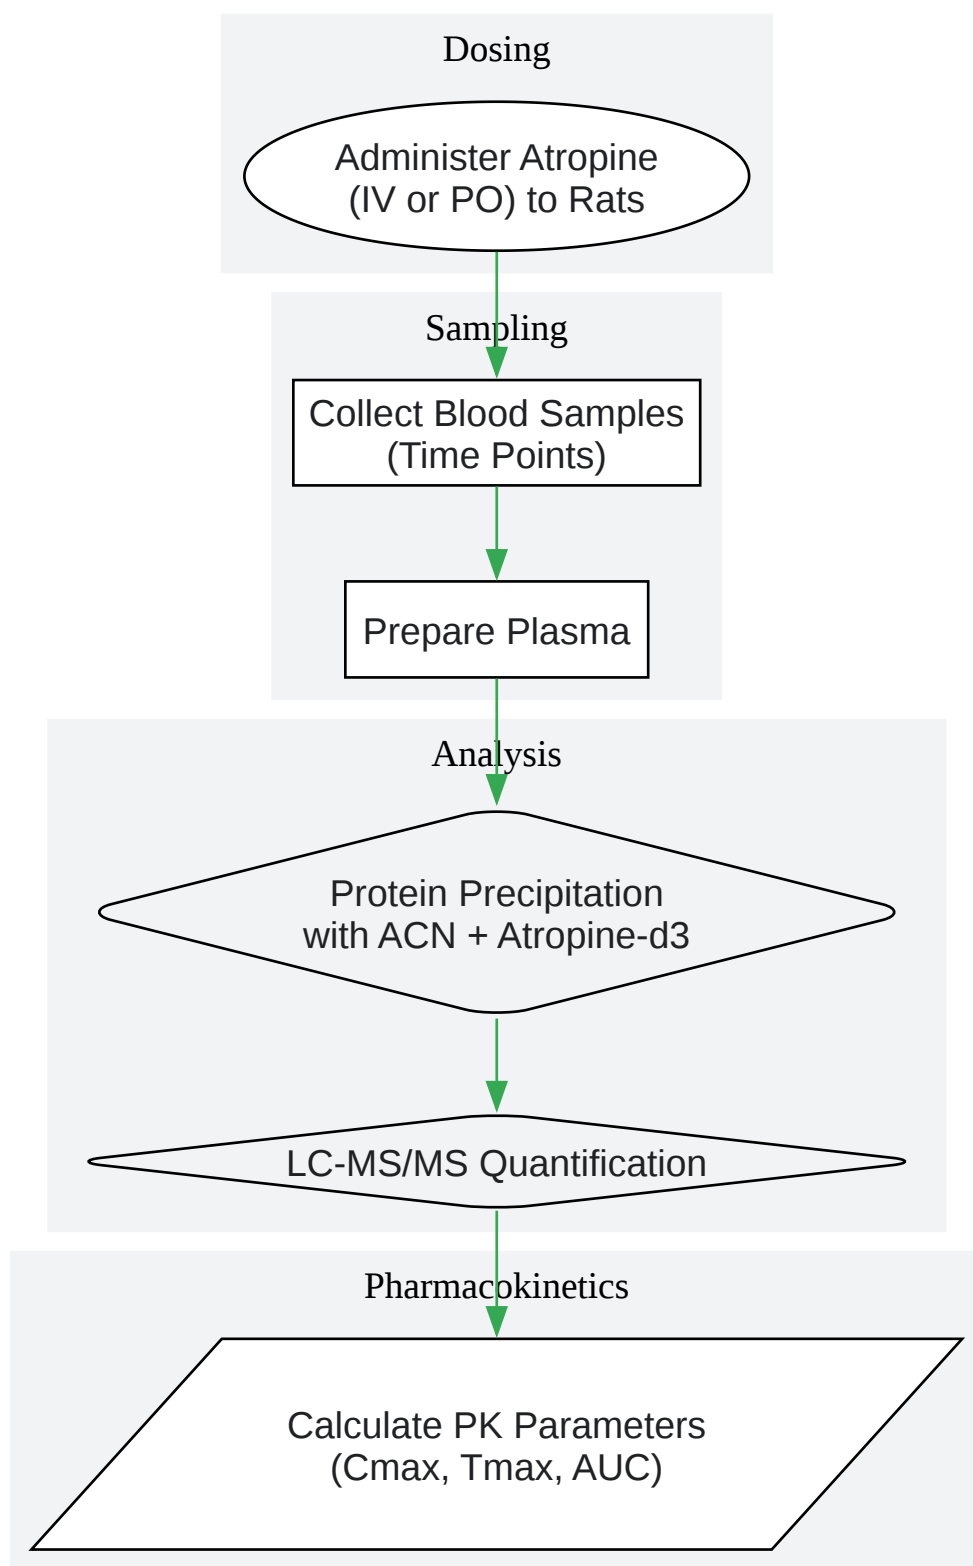 Dosing
Administer Atropine
(IV or PO) to Rats
Sampling
Collect Blood Samples
(Time Points)
Prepare Plasma
Analysis
Protein Precipitation
with ACN + Atropine-d3
LC-MS/MS Quantification
Pharmacokinetics
Calculate PK Parameters
(Cmax, Tmax, AUC)